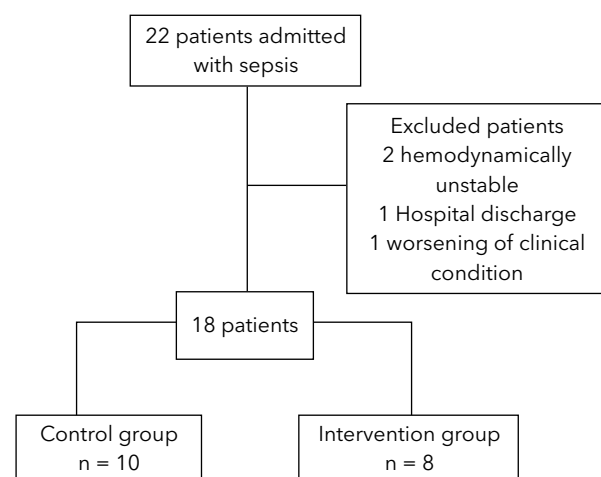 22 patients admitted
with sepsis
Excluded patients
2 hemodynamically
unstable
1 Hospital discharge
1 worsening of clinical
condition
18 patients
Control group
n = 10
Intervention group
n = 8